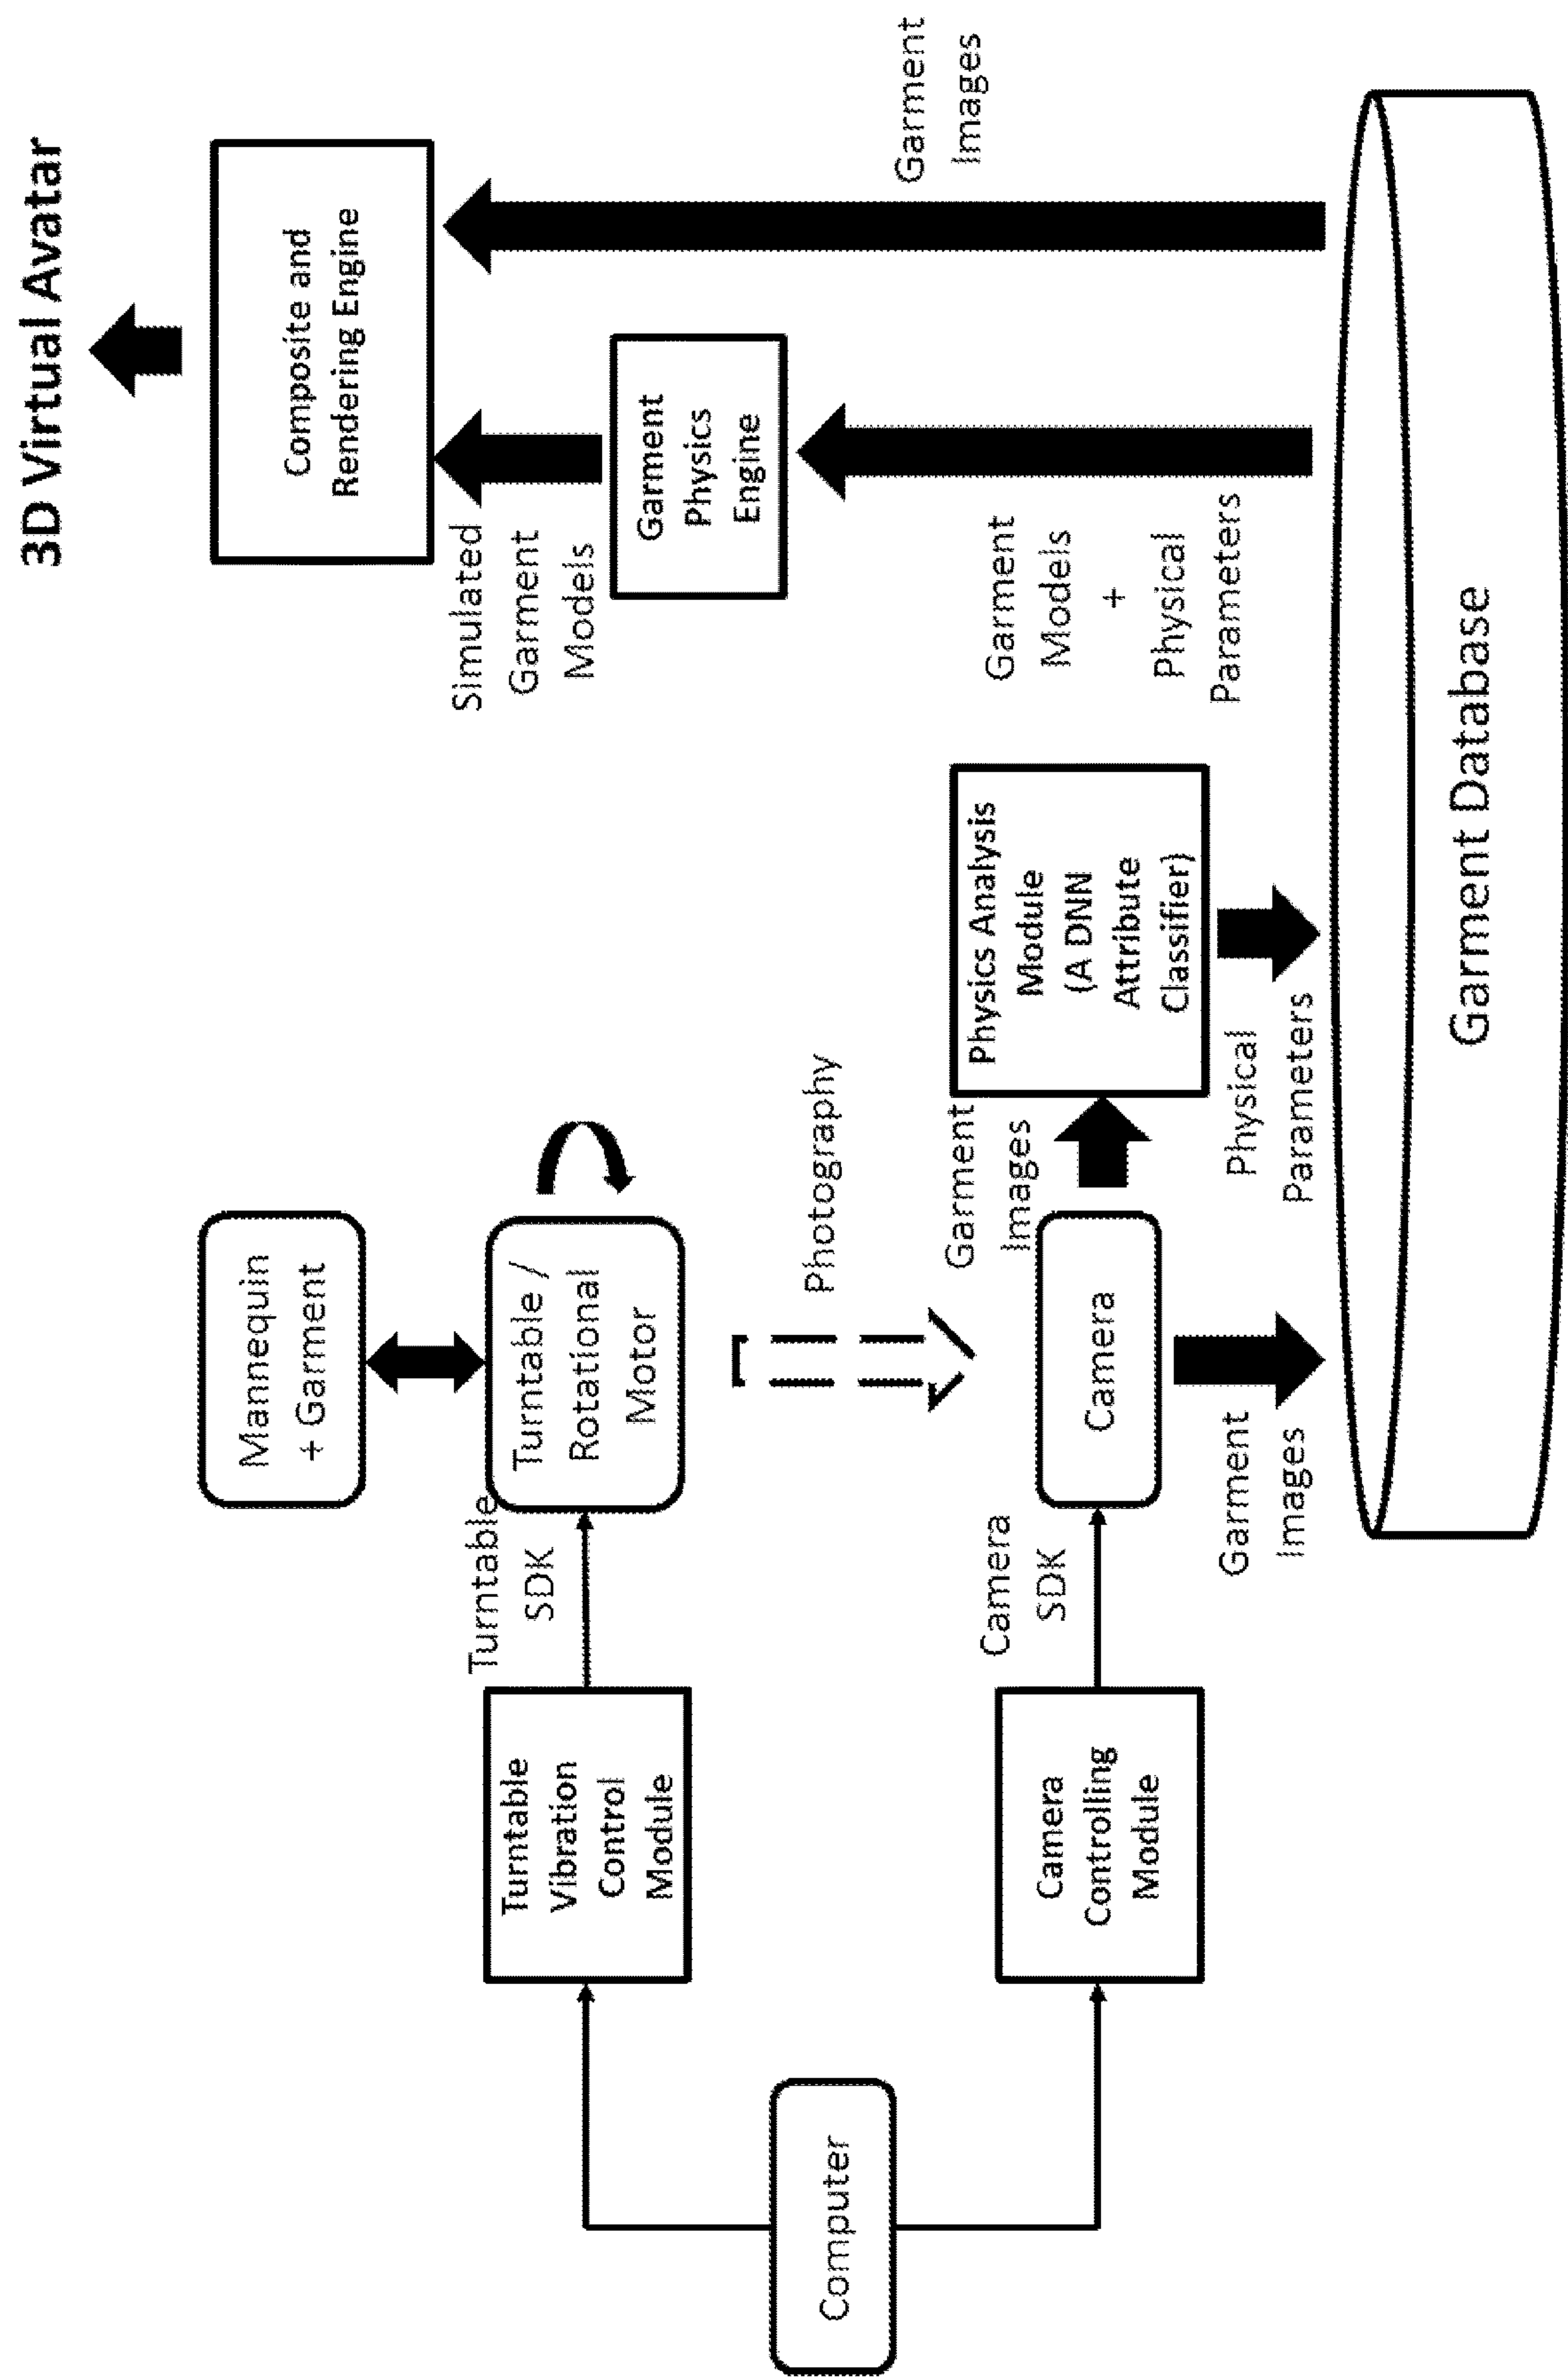 3D Virtual Avatar
Composite and
Rendering Engine
Simulated
Garment
Models
Garment
Physics
Engine
Garment
Images
Garment
Models
+
Physical
Parameters
Mannequin
+ Garment
Turntable /
Rotational
Motor
Turntable
SDK
Turntable
Vibration
Control
Module
Photography
Computer
Camera
Controlling
Module
Camera
SDK
Camera
Garment
Images
Physics Analysis
Module
(A DNN
Attribute
Classifier)
Garment
Images
Physical
Parameters
Garment Database